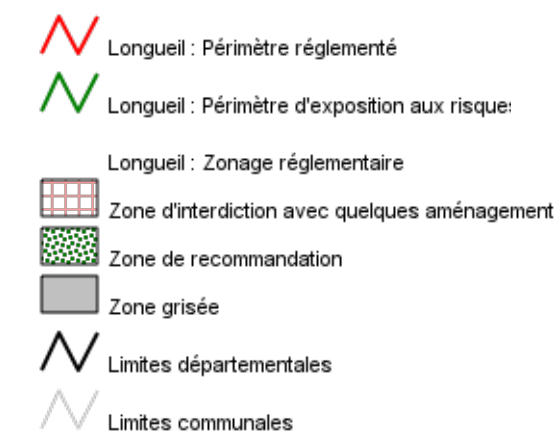 Longueil : Périmètre réglementé
Longueil : Périmètre d'exposition aux risques
Longueil : Zonage réglementaire
Zone d'interdiction avec quelques aménagement
Zone de recommandation
Zone grisée
Limites départementales
Limites communales